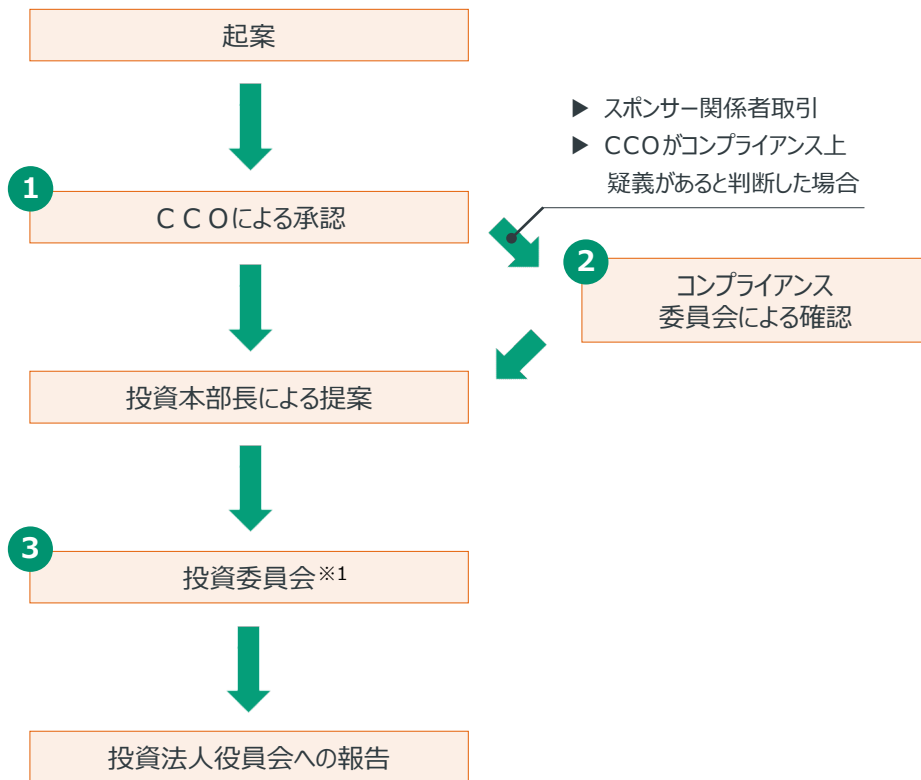 起案
▶ スポンサー関係者取引
▶ CCOがコンプライアンス上
疑義があると判断した場合
1
CCOによる承認
2
コンプライアンス
委員会による確認
投資本部長による提案
3
投資委員会※1
投資法人役員会への報告